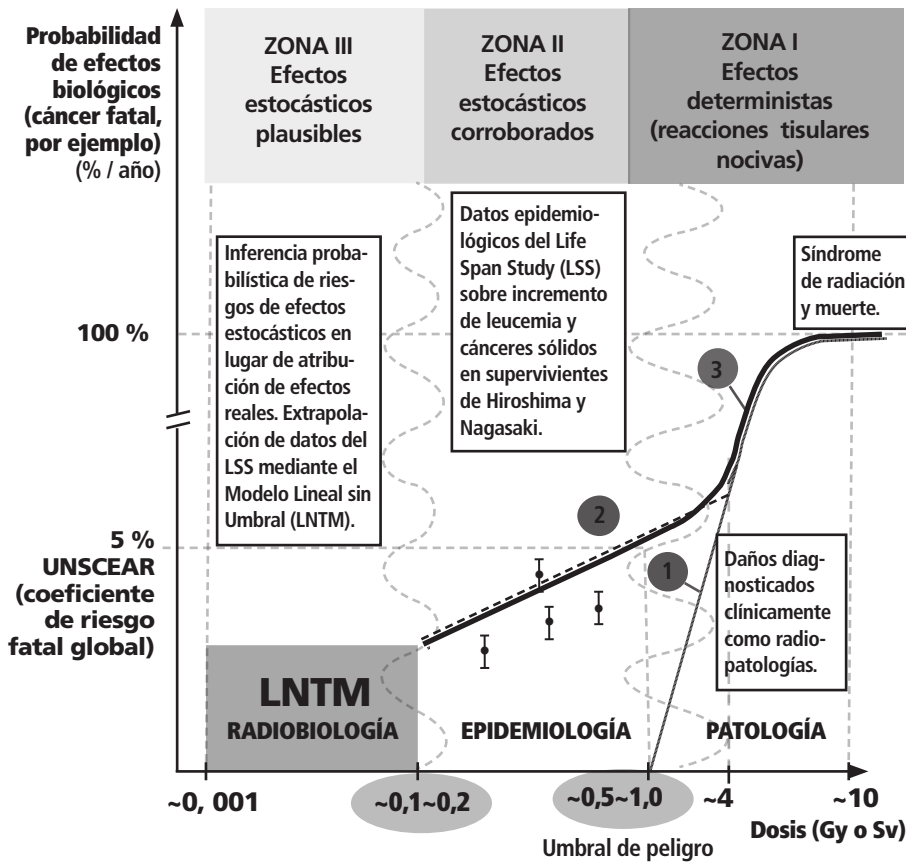 Probabilidad
de efectos
biológicos
(cáncer fatal,
por ejemplo)
(% / año)
ZONA III
Efectos
estocásticos
plausibles
ZONA II
Efectos
estocásticos
corroborados
ZONA I
Efectos
deterministas
(reacciones tisulares
nocivas)
Inferencia proba-
bilística de ries-
gos de efectos
estocásticos en
lugar de atribu-
ción de efectos
reales. Extrapola-
ción de datos del
LSS mediante el
Modelo Lineal sin
Umbral (LNTM).
Datos epidemio-
lógicos del Life
Span Study (LSS)
sobre incremento
de leucemia y
cánceres sólidos
en supervivientes
de Hiroshima y
Nagasaki.
Síndrome
de radiación
y muerte.
100 %
3
2
5 %
UNSCEAR
(coeficiente
de riesgo
fatal global)
1
Daños diag-
nosticados
clínicamente
como radio-
patologías.
LNTM
RADIOBIOLOGÍA
EPIDEMIOLOGÍA
PATOLOGÍA
~0, 001
~0,1~0,2
~0,5~1,0
~4
~10
Dosis (Gy o Sv)
Umbral de peligro